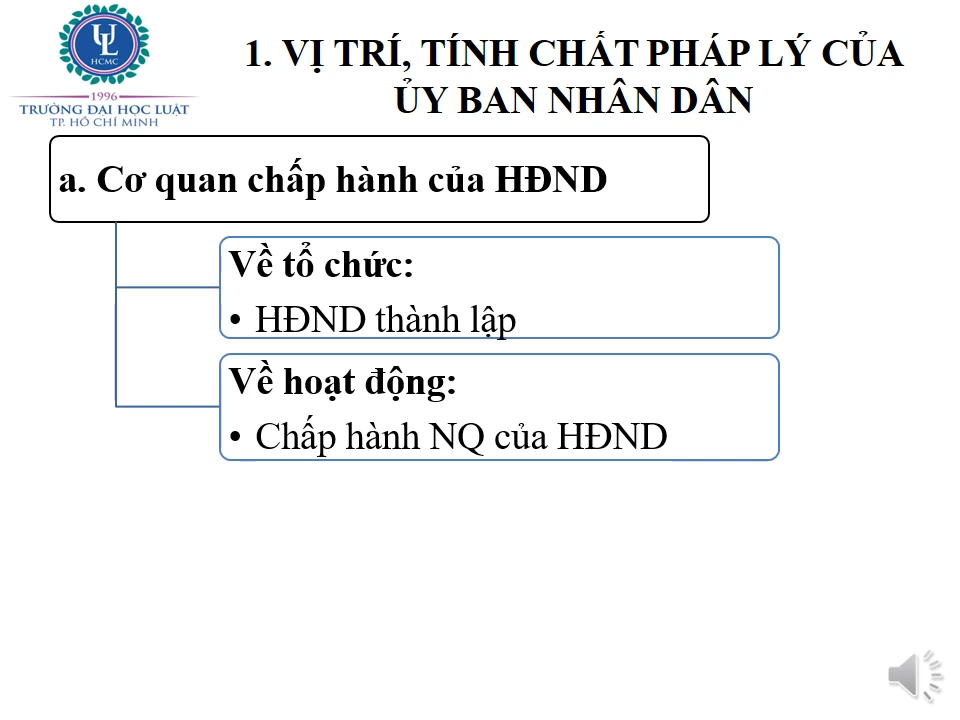 UL
HCMC
1996
TRƯỜNG ĐẠI HỌC LUẬT
TP. HỒ CHÍ MINH
1. VỊ TRÍ, TÍNH CHẤT PHÁP LÝ CỦA
ỦY BAN NHÂN DÂN
a. Cơ quan chấp hành của HĐND
Về tổ chức:
• HĐND thành lập
Về hoạt động:
• Chấp hành NQ của HĐND